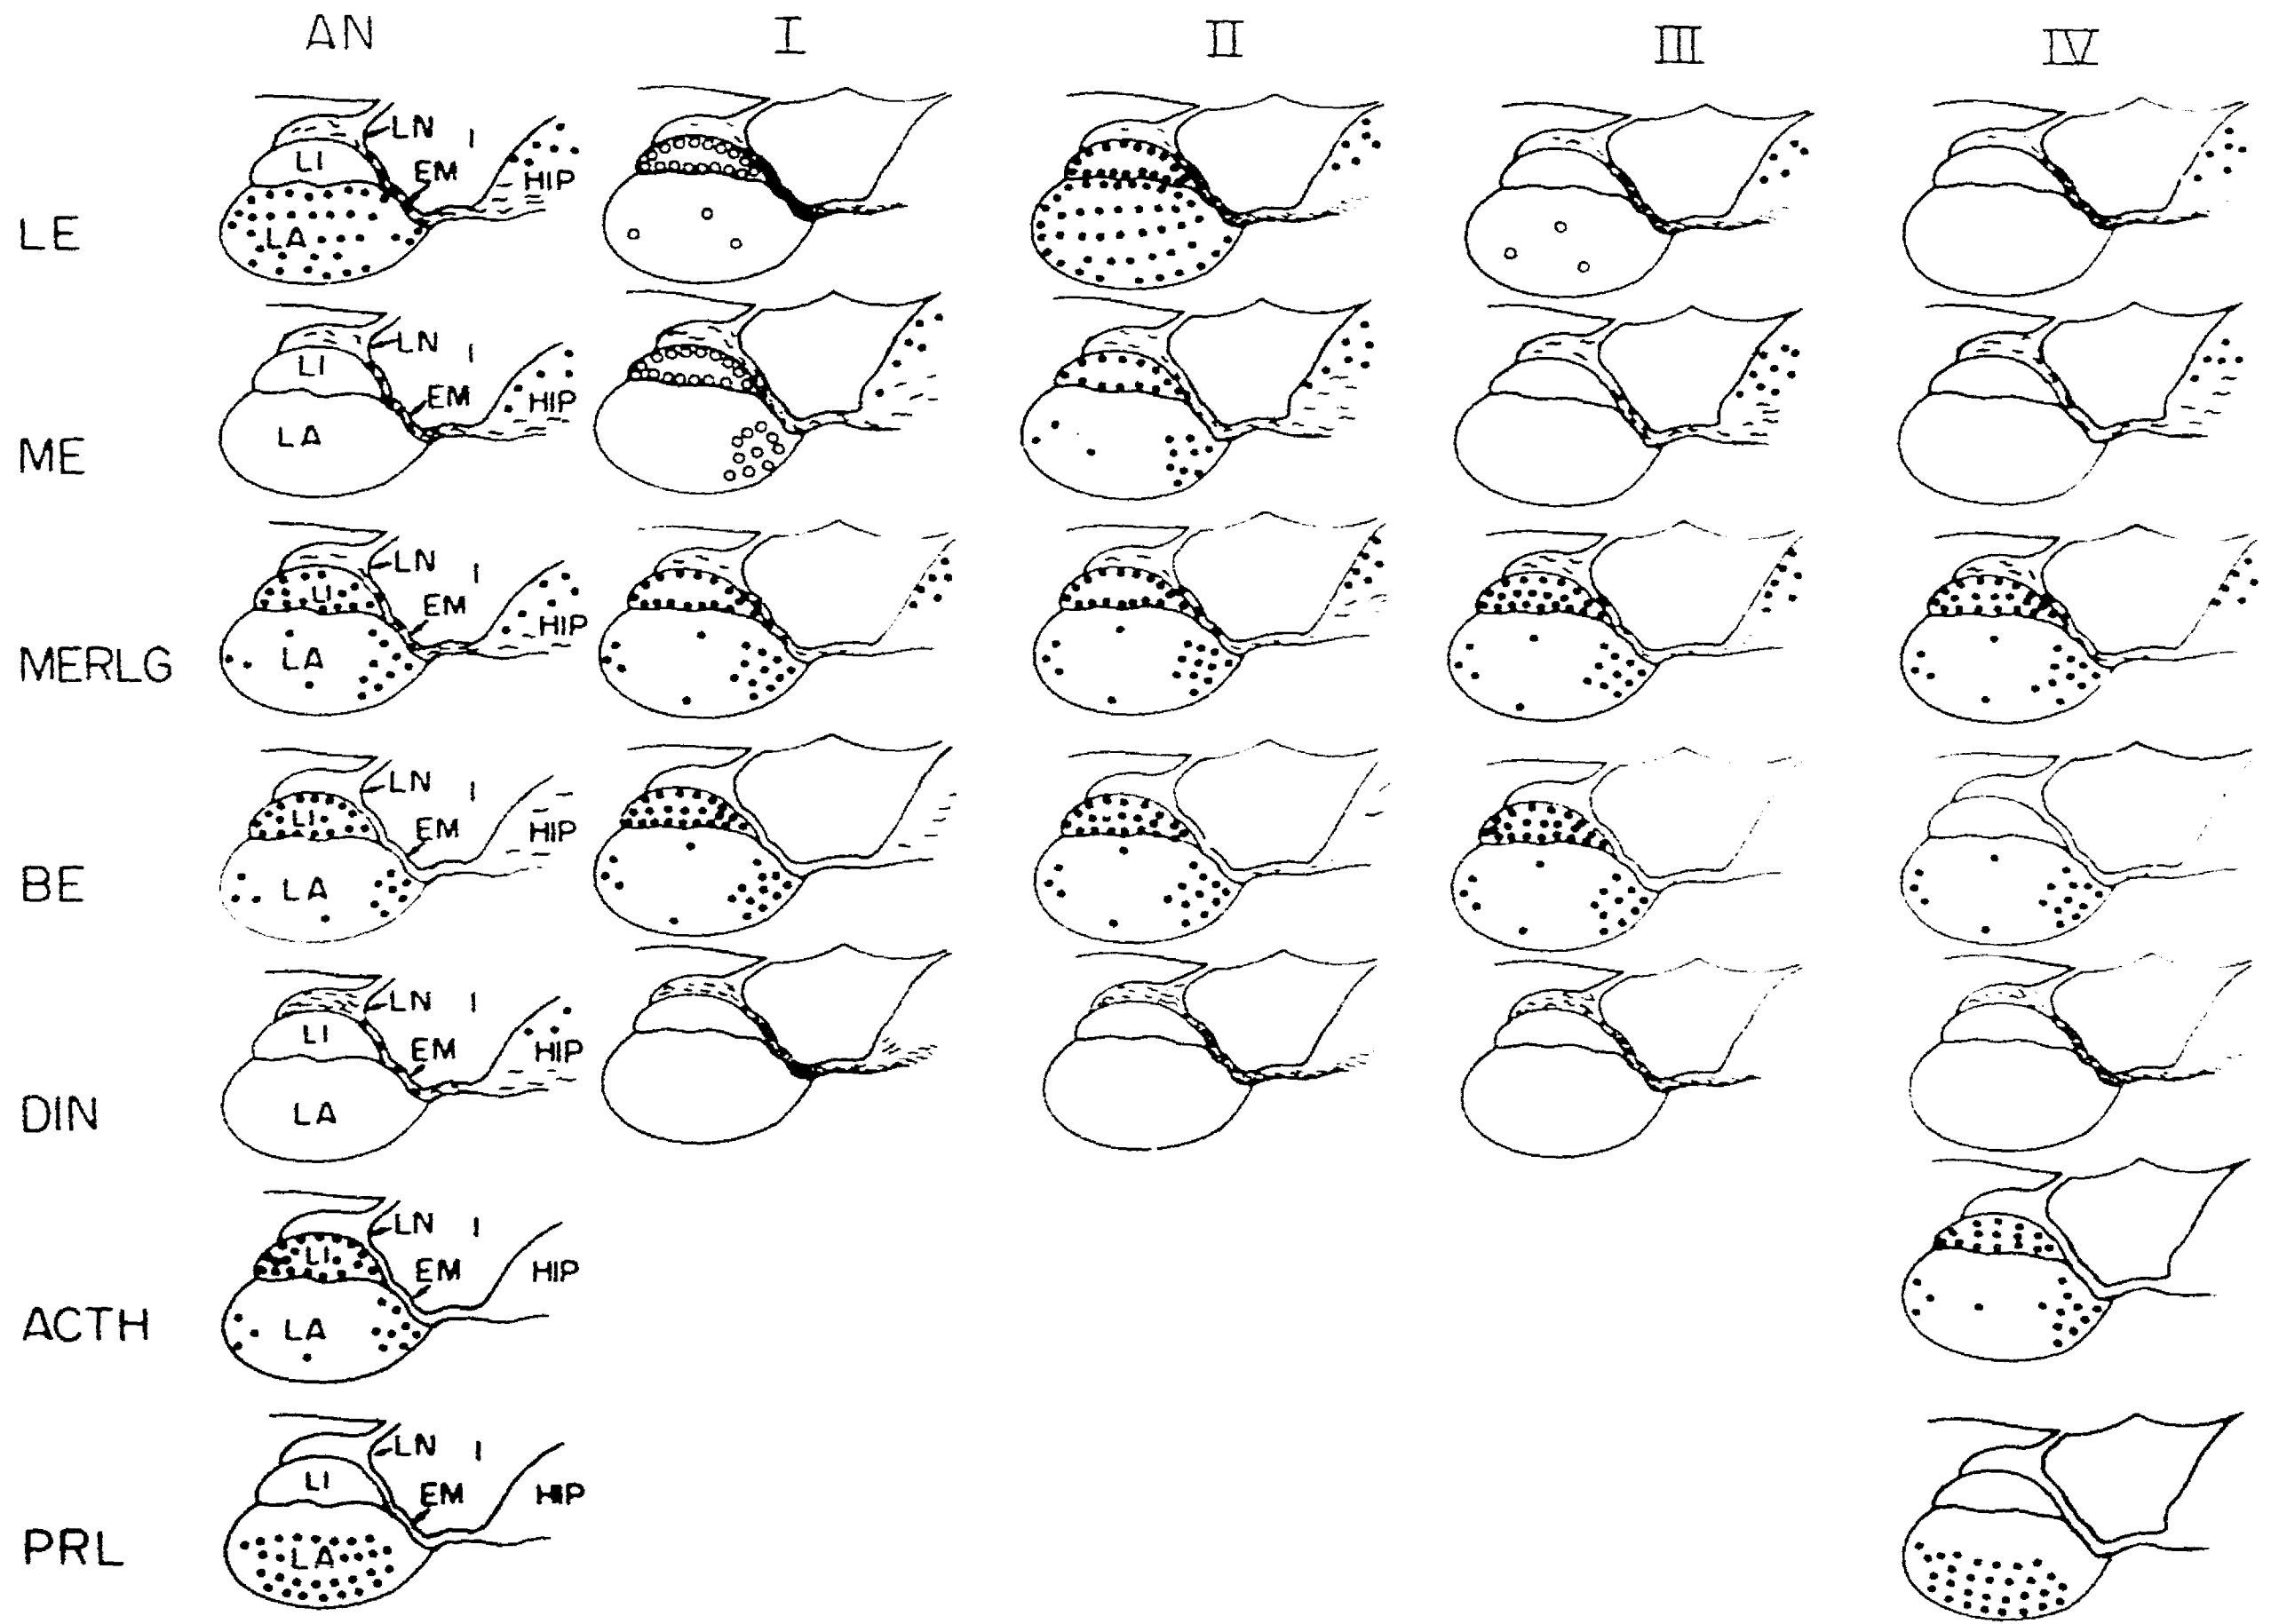 AN I II III IV
LN I
LI EM
HIP
LE LA
LN I
LI EM
HIP
ME LA
LN I
LI EM
HIP
MERLG LA
LN I
LI EM
HIP
BE LA
LN I
LI EM
HIP
DIN LA
LN I
LI EM
HIP
ACTH LA
LN I
LI EM
HIP
PRL LA